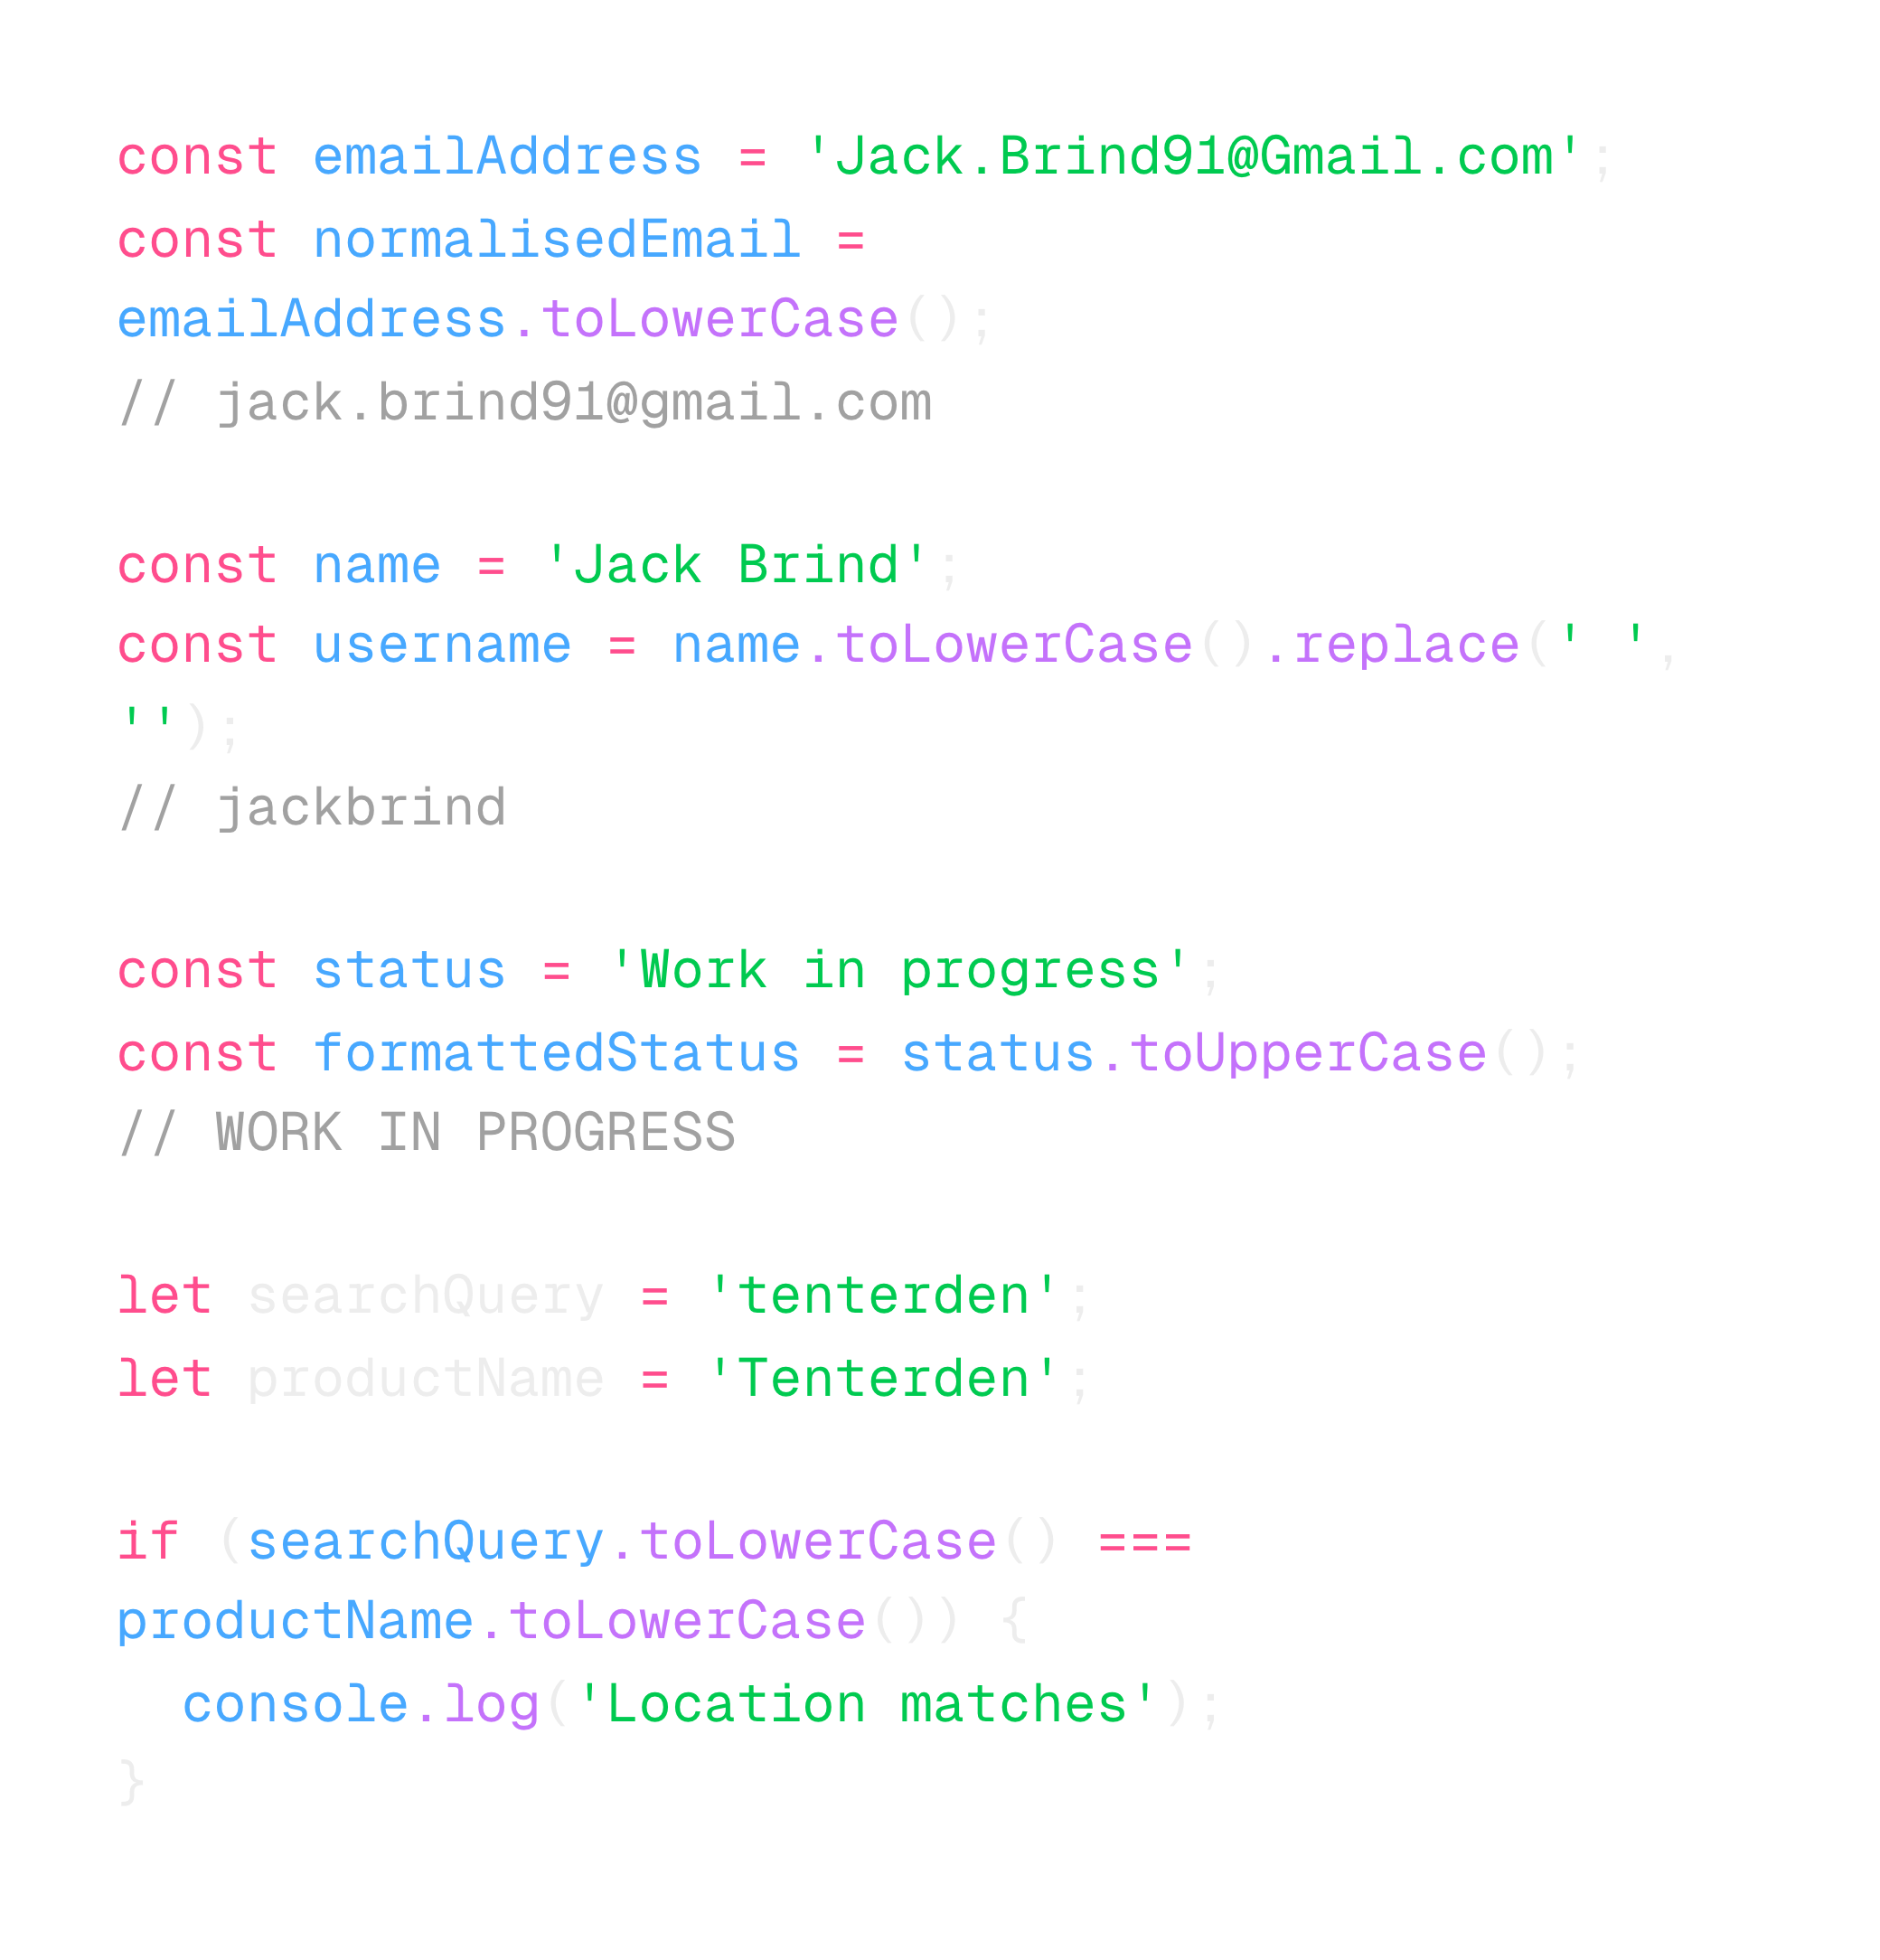 const emailAddress = 'Jack.Brind91@Gmail.com';
const normalisedEmail =
emailAddress.toLowerCase();
// jack.brind91@gmail.com
const name = 'Jack Brind';
const username = name.toLowerCase().replace(' ',
'');
// jackbrind
const status = 'Work in progress';
const formattedStatus = status.toUpperCase();
// WORK IN PROGRESS
let searchQuery = 'tenterden';
let productName = 'Tenterden';
if (searchQuery.toLowerCase() ===
productName.toLowerCase()) {
  console.log('Location matches');
}